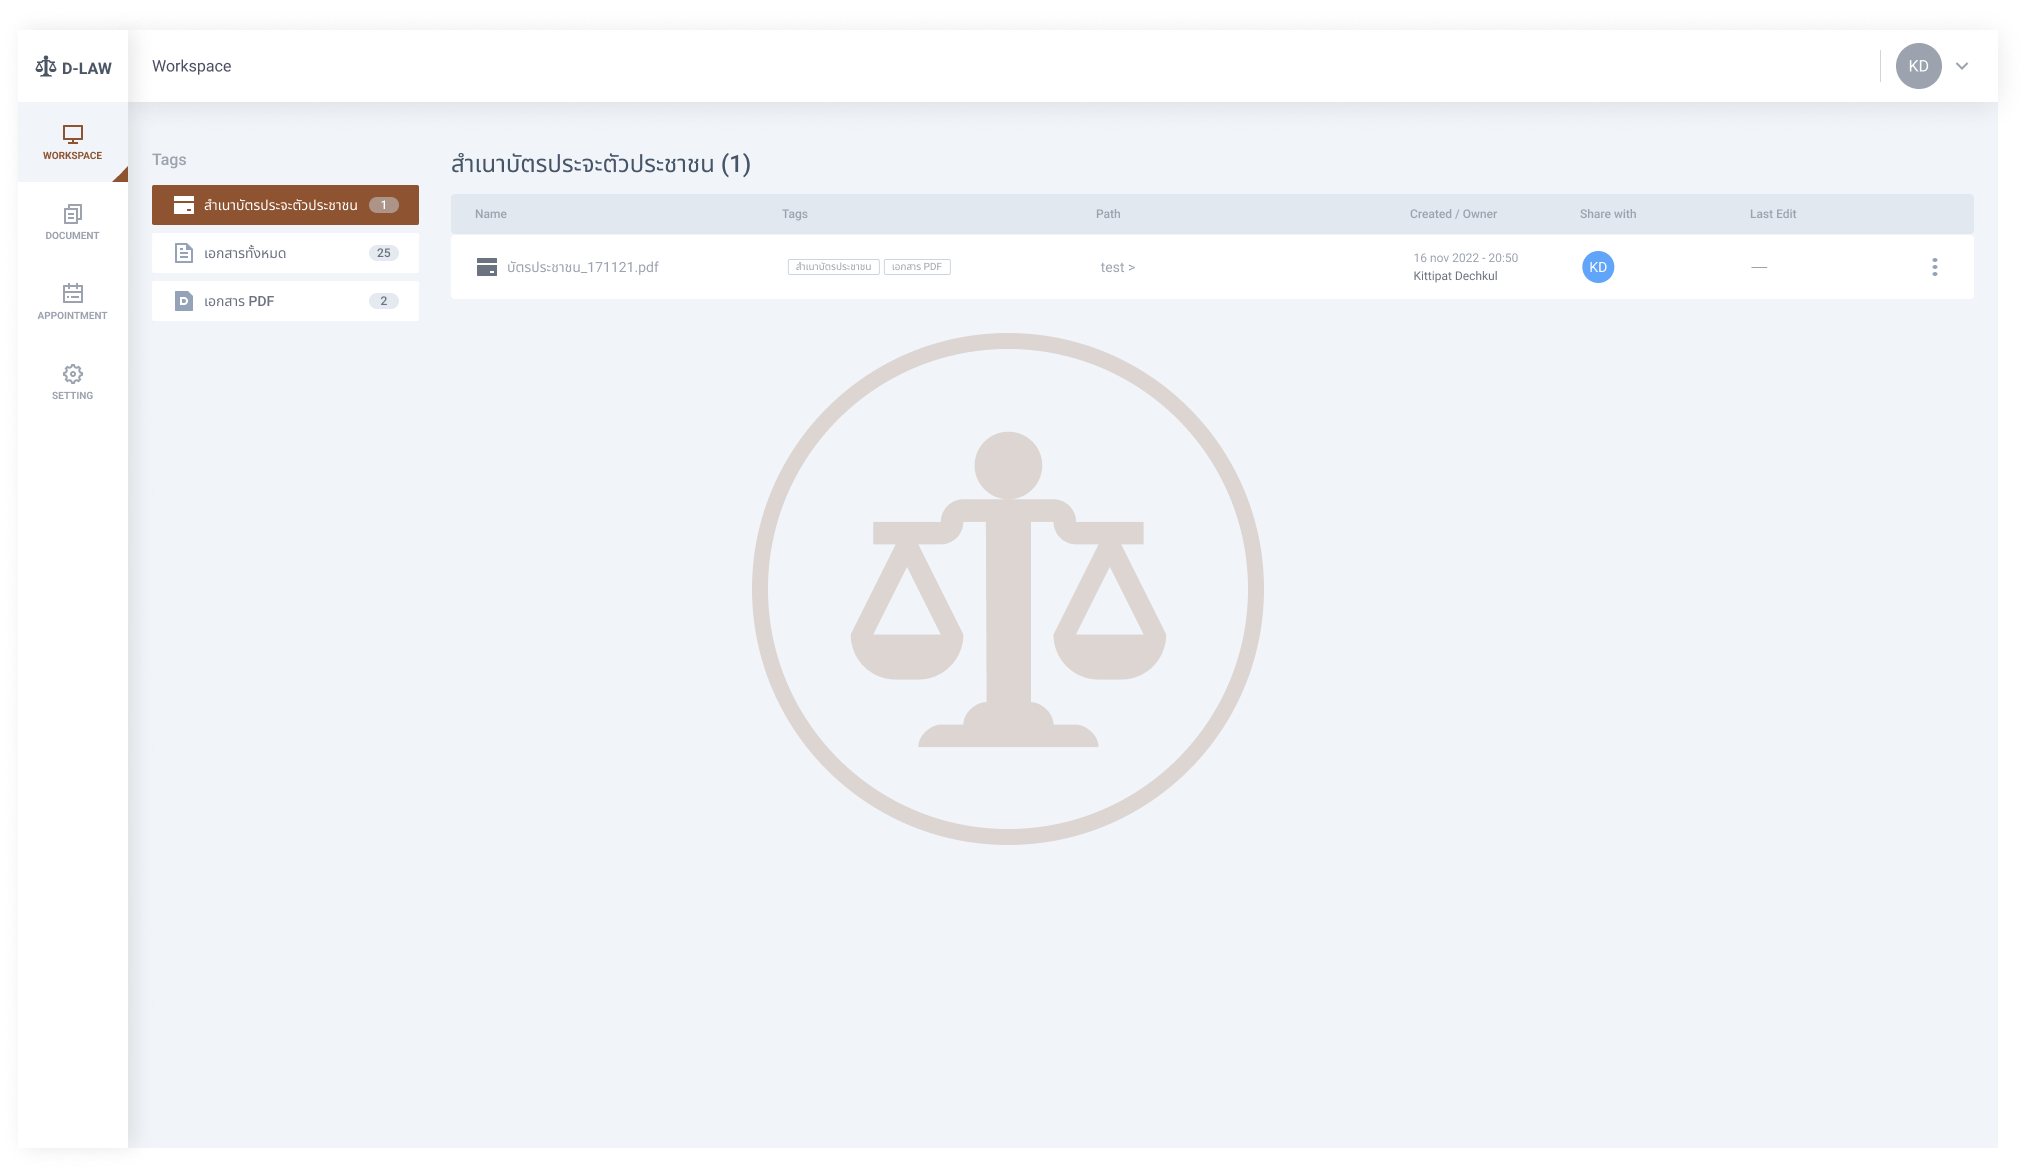 D-LAW
Workspace
KD
WORKSPACE
DOCUMENT
APPOINTMENT
SETTING
Tags
สำเนาบัตรประจะตัวประชาชน 1
เอกสารทั้งหมด 25
D เอกสาร PDF 2
สำเนาบัตรประจะตัวประชาชน (1)
Name Tags Path Created / Owner Share with Last Edit
บัตรประชาชน_171121.pdf สำเนาบัตรประชาชน เอกสาร PDF test > 16 nov 2022 - 20:50 KD —
Kittipat Dechkul